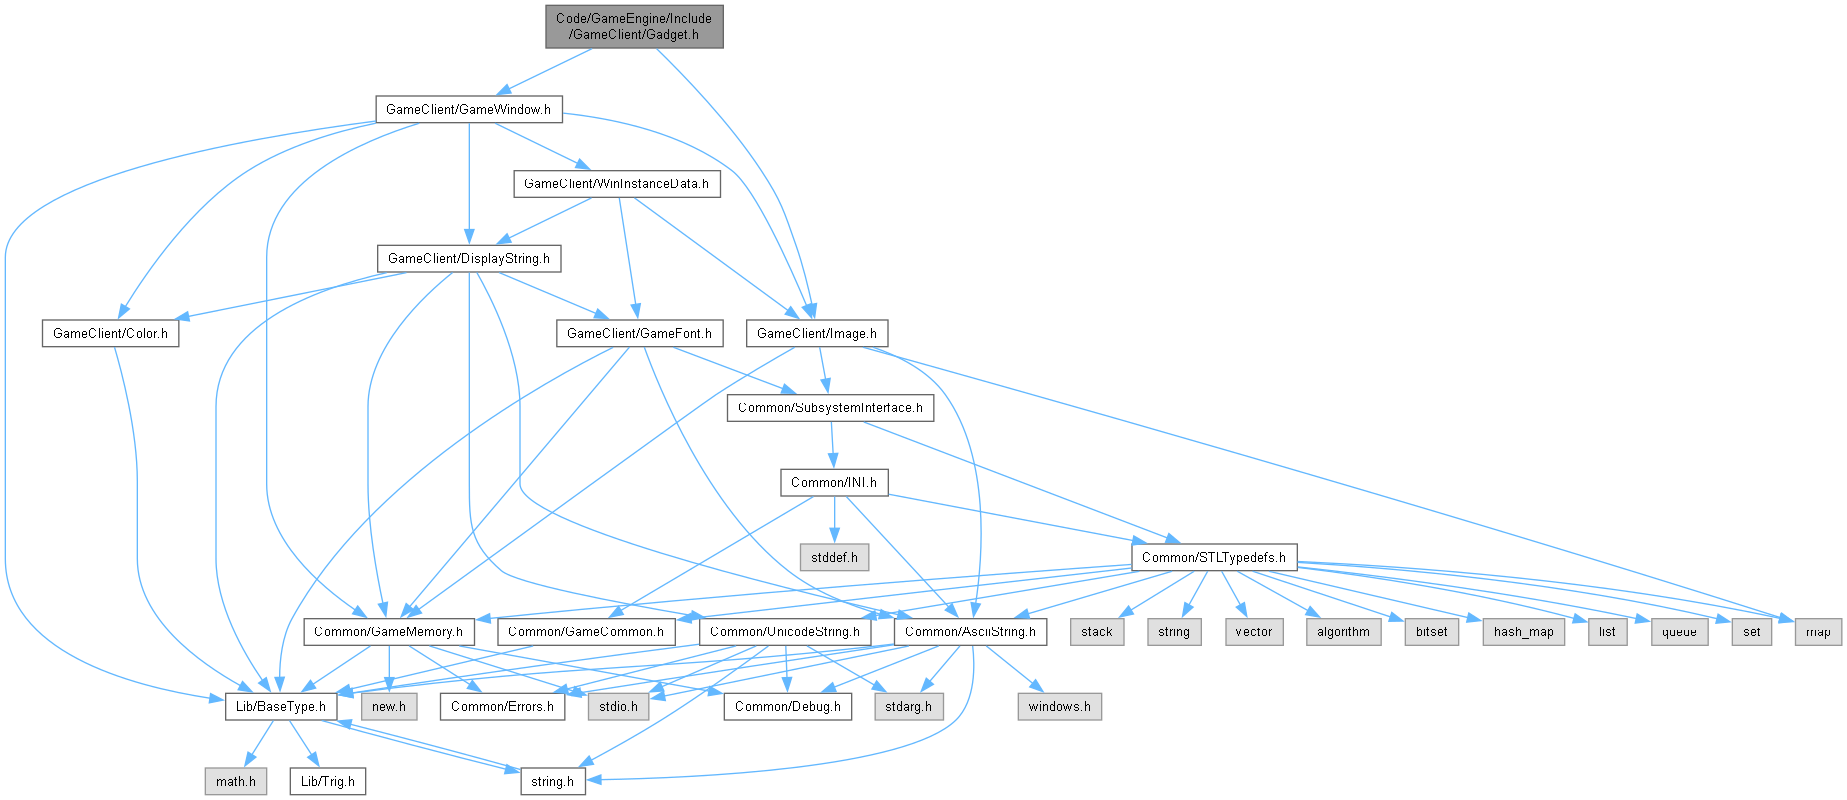 Code/GameEngine/Include
/GameClient/Gadget.h
GameClient/GameWindow.h
GameClient/WinInstanceData.h
GameClient/DisplayString.h
GameClient/Color.h
GameClient/GameFont.h
GameClient/Image.h
Common/SubsystemInterface.h
Common/INI.h
stddef.h
Common/STLTypedefs.h
Common/GameMemory.h
Common/GameCommon.h
Common/UnicodeString.h
Common/AsciiString.h
stack
string
vector
algorithm
bitset
hash_map
list
queue
set
map
Lib/BaseType.h
new.h
Common/Errors.h
stdio.h
Common/Debug.h
stdarg.h
windows.h
math.h
Lib/Trig.h
string.h